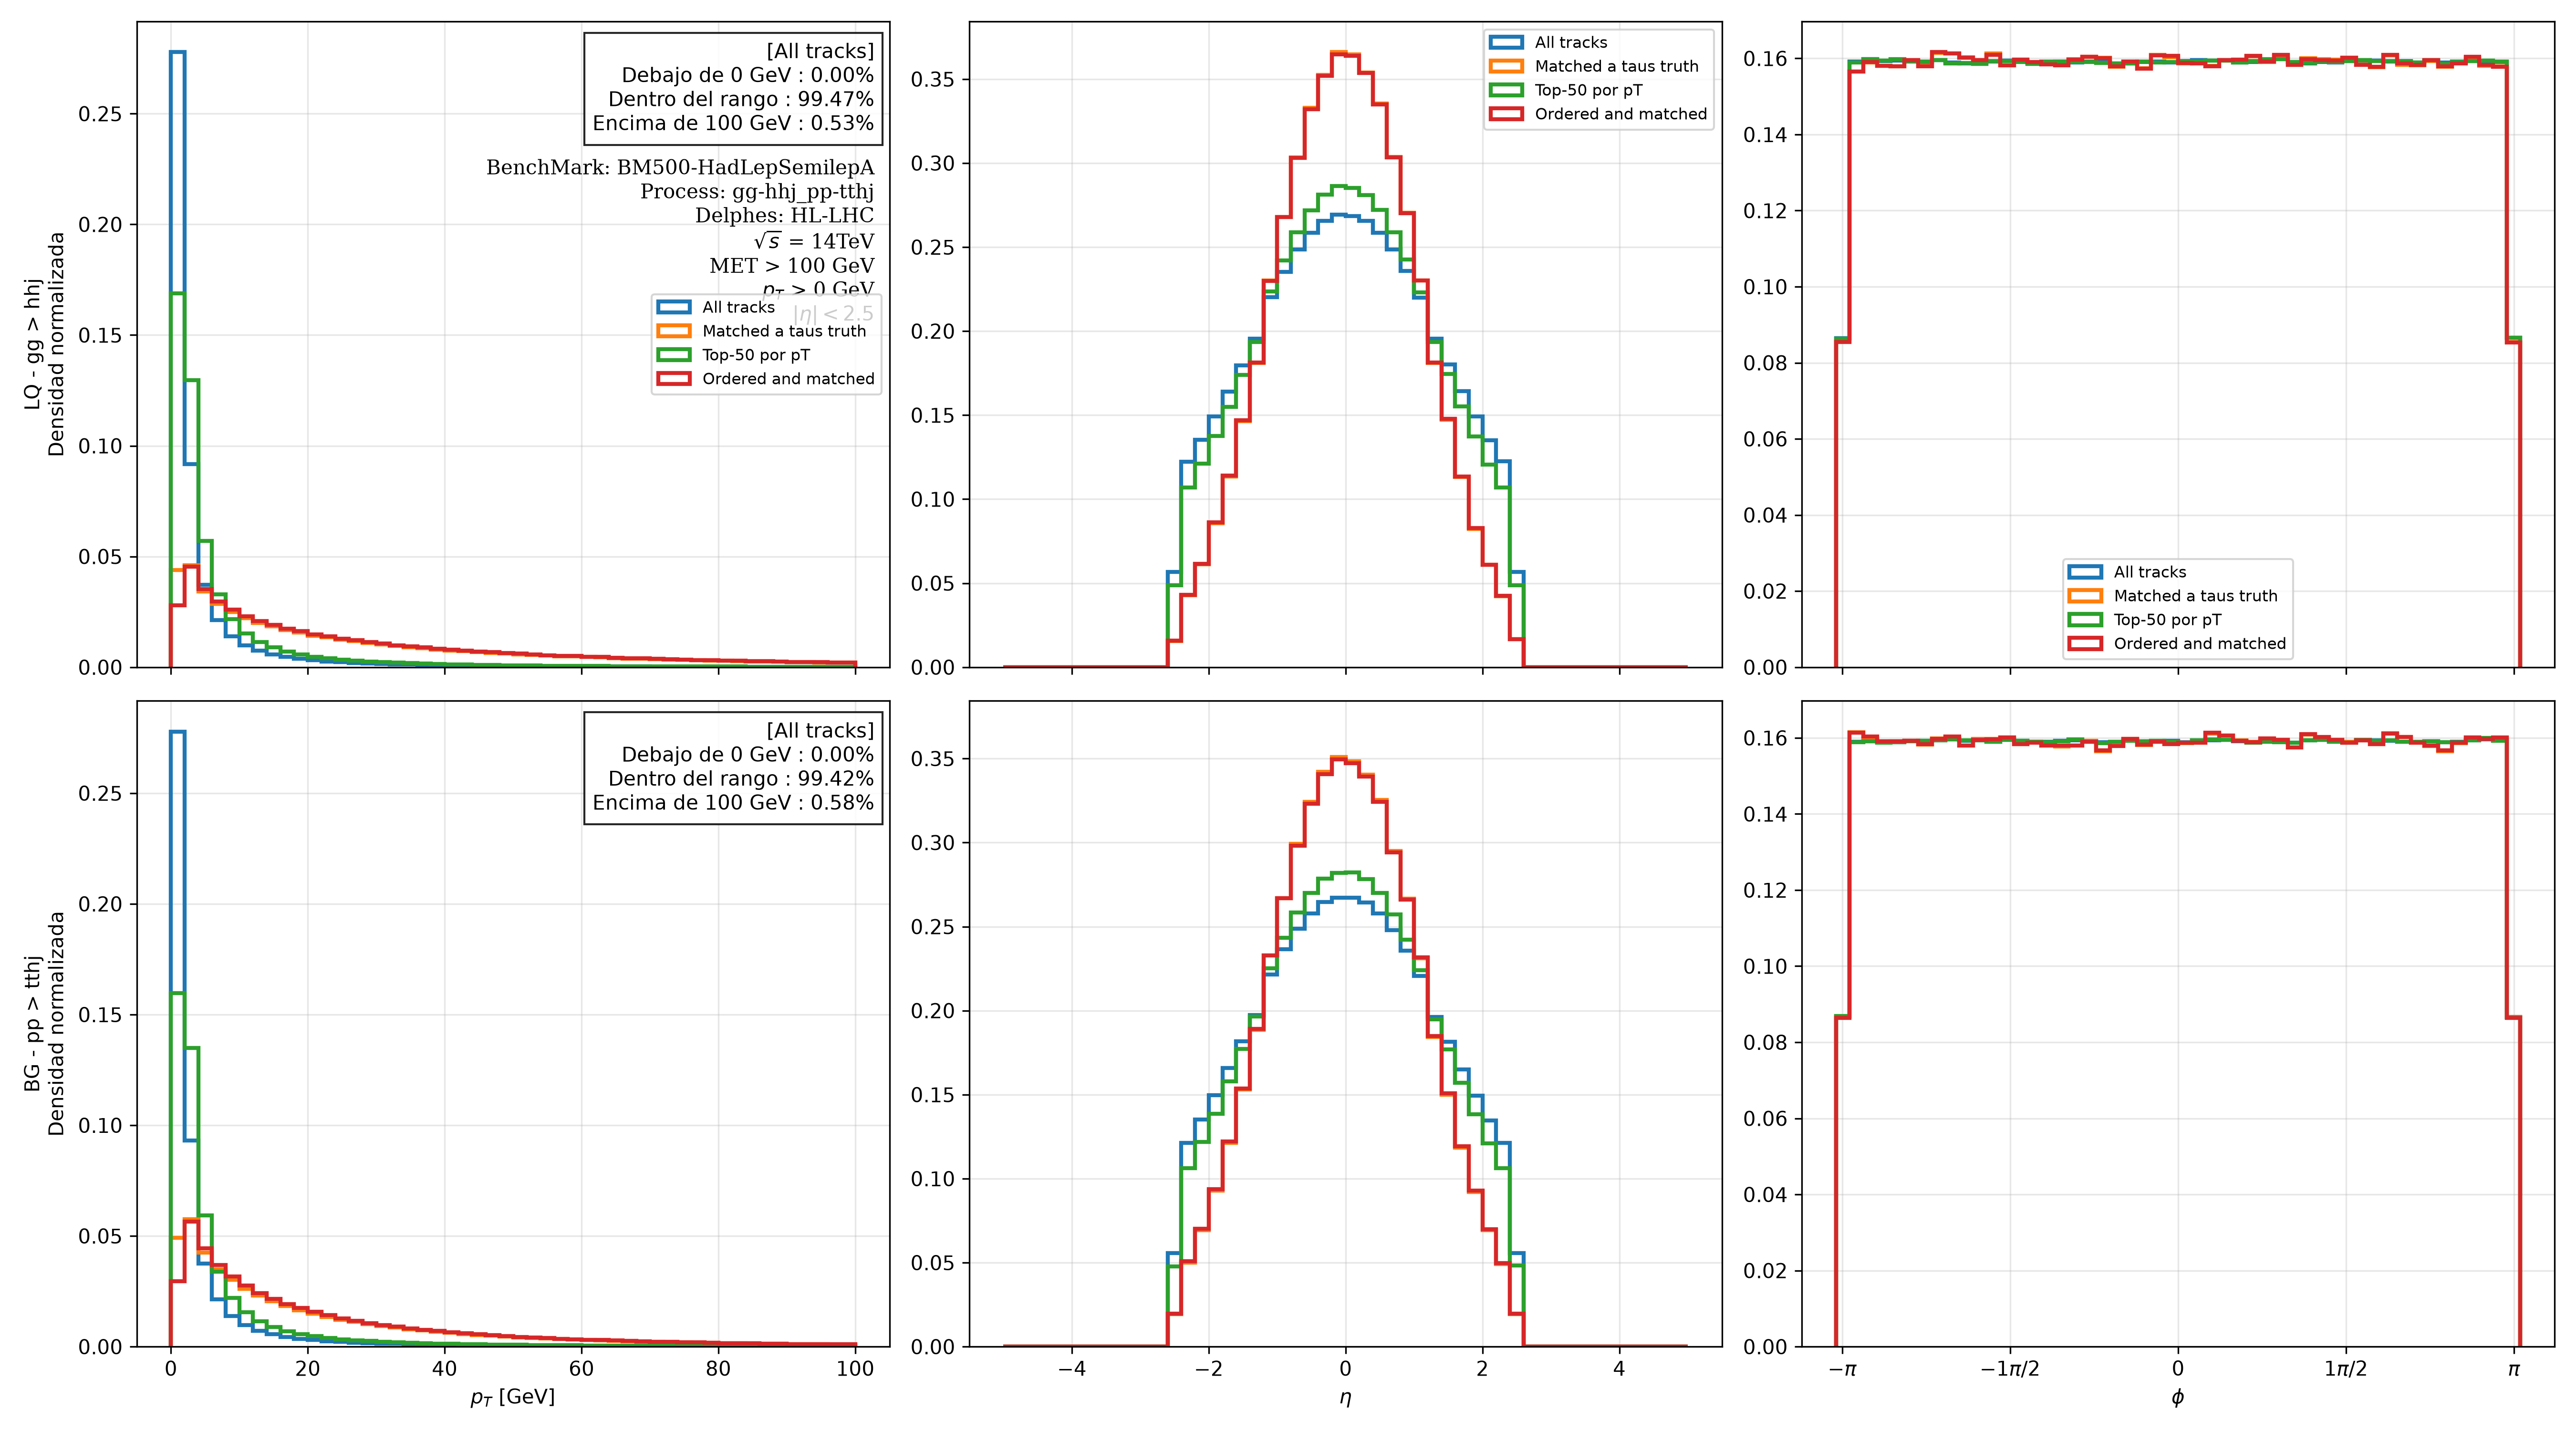 LQ - gg > hhj
Densidad normalizada
0.25
0.20
0.15
0.10
0.05
0.00
[All tracks]
Debajo de 0 GeV : 0.00%
Dentro del rango : 99.47%
Encima de 100 GeV : 0.53%
BenchMark: BM500-HadLepSemilepA
Process: gg-hhj_pp-tthj
Delphes: HL-LHC
√s = 14TeV
MET > 100 GeV
pT > 0 GeV
|η| < 2.5
All tracks
Matched a taus truth
Top-50 por pT
Ordered and matched
0.35
0.30
0.25
0.20
0.15
0.10
0.05
0.00
All tracks
Matched a taus truth
Top-50 por pT
Ordered and matched
0.16
0.14
0.12
0.10
0.08
0.06
0.04
0.02
0.00
All tracks
Matched a taus truth
Top-50 por pT
Ordered and matched
BG - pp > tthj
Densidad normalizada
0.25
0.20
0.15
0.10
0.05
0.00
[All tracks]
Debajo de 0 GeV : 0.00%
Dentro del rango : 99.42%
Encima de 100 GeV : 0.58%
0 20 40 60 80 100
pT [GeV]
0.35
0.30
0.25
0.20
0.15
0.10
0.05
0.00
−4 −2 0 2 4
η
0.16
0.14
0.12
0.10
0.08
0.06
0.04
0.02
0.00
−π −1π/2 0 1π/2 π
ϕ